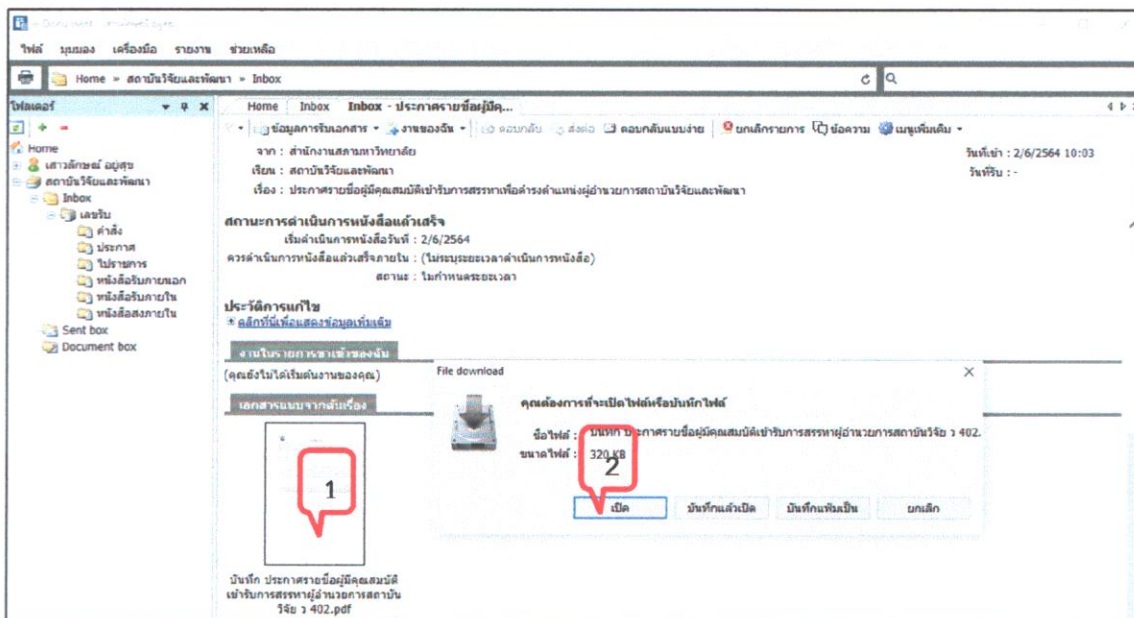 ไฟล์ มุมมอง เครื่องมือ รายงาน ช่วยเหลือ
Home » สถาบันวิจัยและพัฒนา » Inbox
โฟลเดอร์
Home Inbox Inbox - ประกาศรายชื่อผู้มีคุ...
ข้อมูลการรับเอกสาร งานของฉัน ตอบกลับ ส่งต่อ ตอบกลับแบบง่าย ยกเลิกรายการ ข้อความ เมนูเพิ่มเติม
Home
เสาวลักษณ์ อยู่สุข
สถาบันวิจัยและพัฒนา
Inbox
เลขรับ
คำสั่ง
ประกาศ
ใบรายการ
หนังสือรับภายนอก
หนังสือรับภายใน
หนังสือส่งภายใน
Sent box
Document box
จาก : สำนักงานสภามหาวิทยาลัย
วันที่เข้า : 2/6/2564 10:03
เรียน : สถาบันวิจัยและพัฒนา
วันที่รับ : -
เรื่อง : ประกาศรายชื่อผู้มีคุณสมบัติเข้ารับการสรรหาเพื่อดำรงตำแหน่งผู้อำนวยการสถาบันวิจัยและพัฒนา
สถานะการดำเนินการหนังสือแล้วเสร็จ
เริ่มดำเนินการหนังสือวันที่ : 2/6/2564
ควรดำเนินการหนังสือแล้วเสร็จภายใน : (ไม่ระบุระยะเวลาดำเนินการหนังสือ)
สถานะ : ไม่กำหนดระยะเวลา
ประวัติการแก้ไข
คลิกที่นี่เพื่อแสดงข้อมูลเพิ่มเติม
งานในรายการขาเข้าของฉัน
(คุณยังไม่ได้เริ่มต้นงานของคุณ)
เอกสารแนบจากต้นเรื่อง
1
บันทึก ประกาศรายชื่อผู้มีคุณสมบัติ
เข้ารับการสรรหาผู้อำนวยการสถาบัน
วิจัย ว 402.pdf
File download
คุณต้องการที่จะเปิดไฟล์หรือบันทึกไฟล์
ชื่อไฟล์ : บันทึก ประกาศรายชื่อผู้มีคุณสมบัติเข้ารับการสรรหาผู้อำนวยการสถาบันวิจัย ว 402.
ขนาดไฟล์ : 320 KB
2
เปิด บันทึกแล้วเปิด บันทึกแฟ้มเป็น ยกเลิก